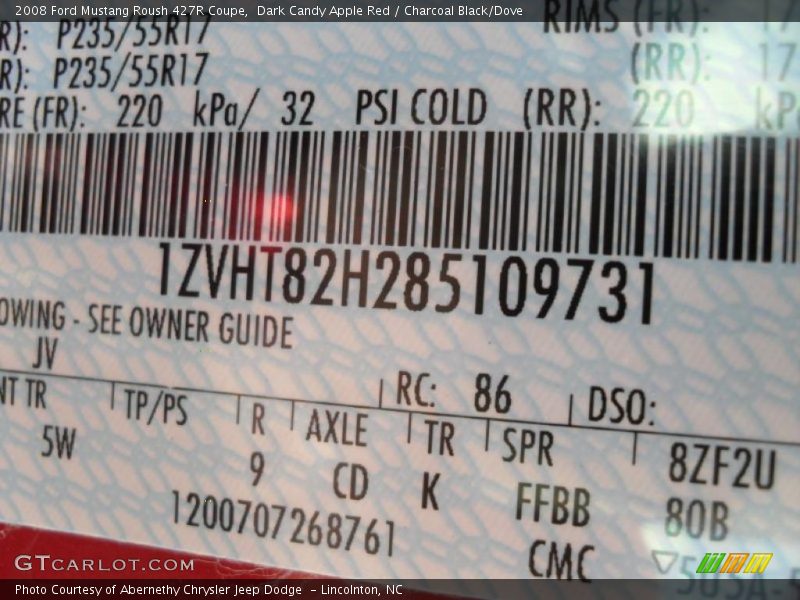 2008 Ford Mustang Roush 427R Coupe, Dark Candy Apple Red / Charcoal Black/Dove
RIMS (FR): 17
R): P235/55R17
R): P235/55R17 (RR): 17
RE (FR): 220 kPa/ 32 PSI COLD (RR): 220 kPa
1ZVHT82H285109731
OWING - SEE OWNER GUIDE
JV
RC: 86 DSO:
NT TR TP/PS R AXLE TR SPR 8ZF2U
5W 9 CD K FFBB 80B
1200707268761 CMC
GTCARLOT.COM
Photo Courtesy of Abernethy Chrysler Jeep Dodge – Lincolnton, NC